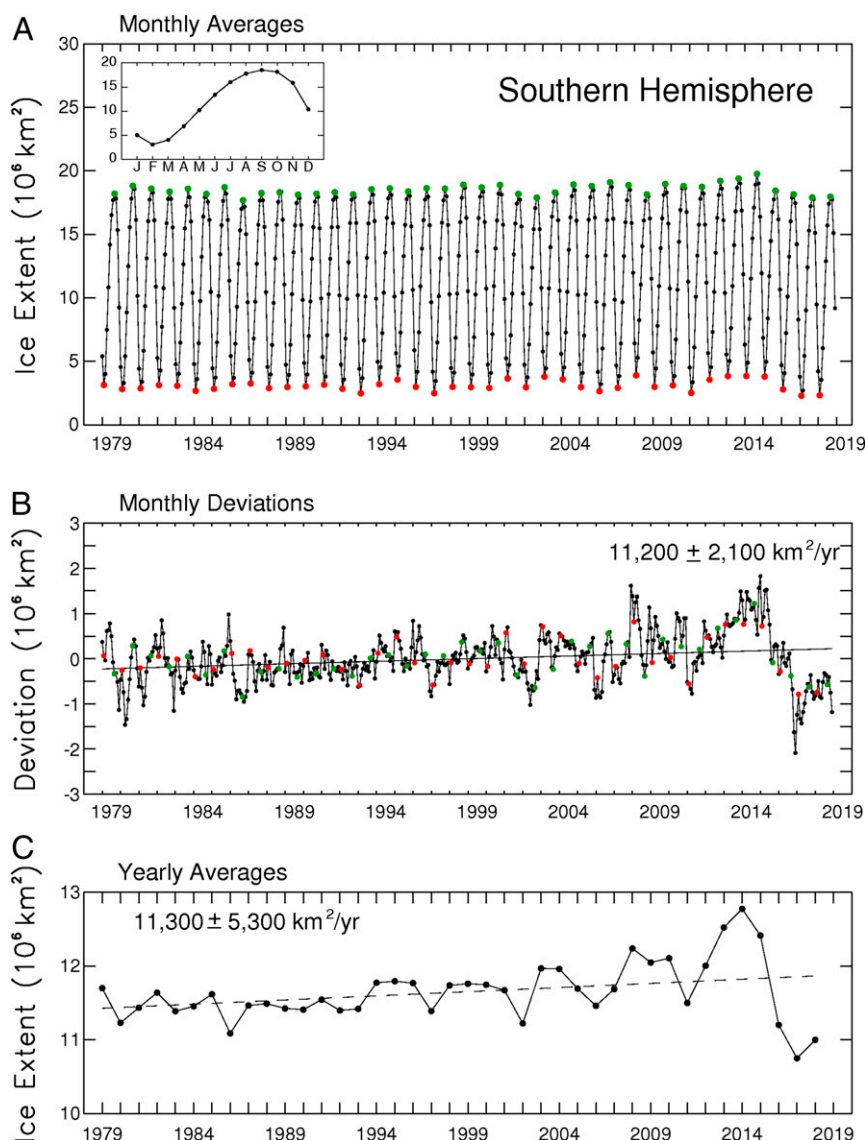 A
Monthly Averages
Southern Hemisphere
Ice Extent (10⁶ km²)
30
25
20
15
10
5
0
20
15
10
5
0
J F M A M J J A S O N D
1979 1984 1989 1994 1999 2004 2009 2014 2019
B
Monthly Deviations
11,200 ± 2,100 km²/yr
Deviation (10⁶ km²)
3
2
1
0
-1
-2
-3
1979 1984 1989 1994 1999 2004 2009 2014 2019
C
Yearly Averages
11,300 ± 5,300 km²/yr
Ice Extent (10⁶ km²)
13
12
11
10
1979 1984 1989 1994 1999 2004 2009 2014 2019